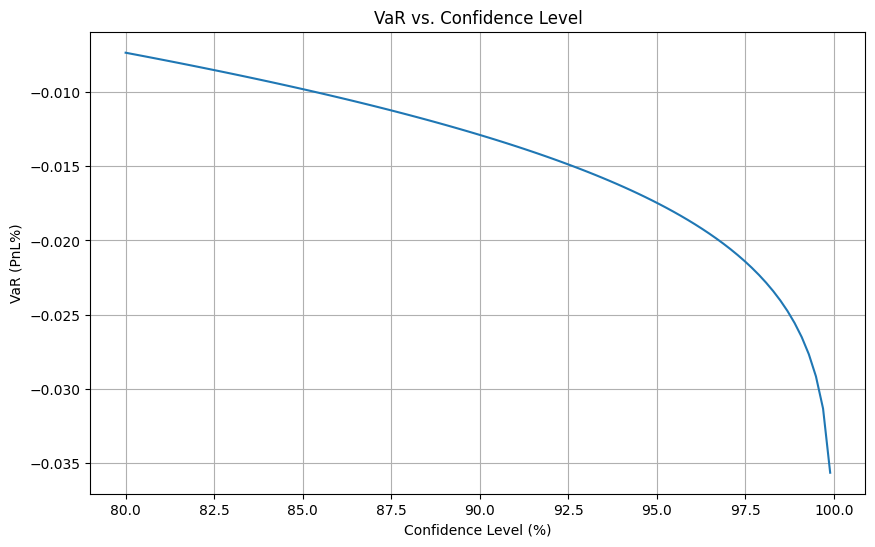 VaR vs. Confidence Level
−0.010
−0.015
−0.020
−0.025
−0.030
−0.035
VaR (PnL%)
80.0 82.5 85.0 87.5 90.0 92.5 95.0 97.5 100.0
Confidence Level (%)